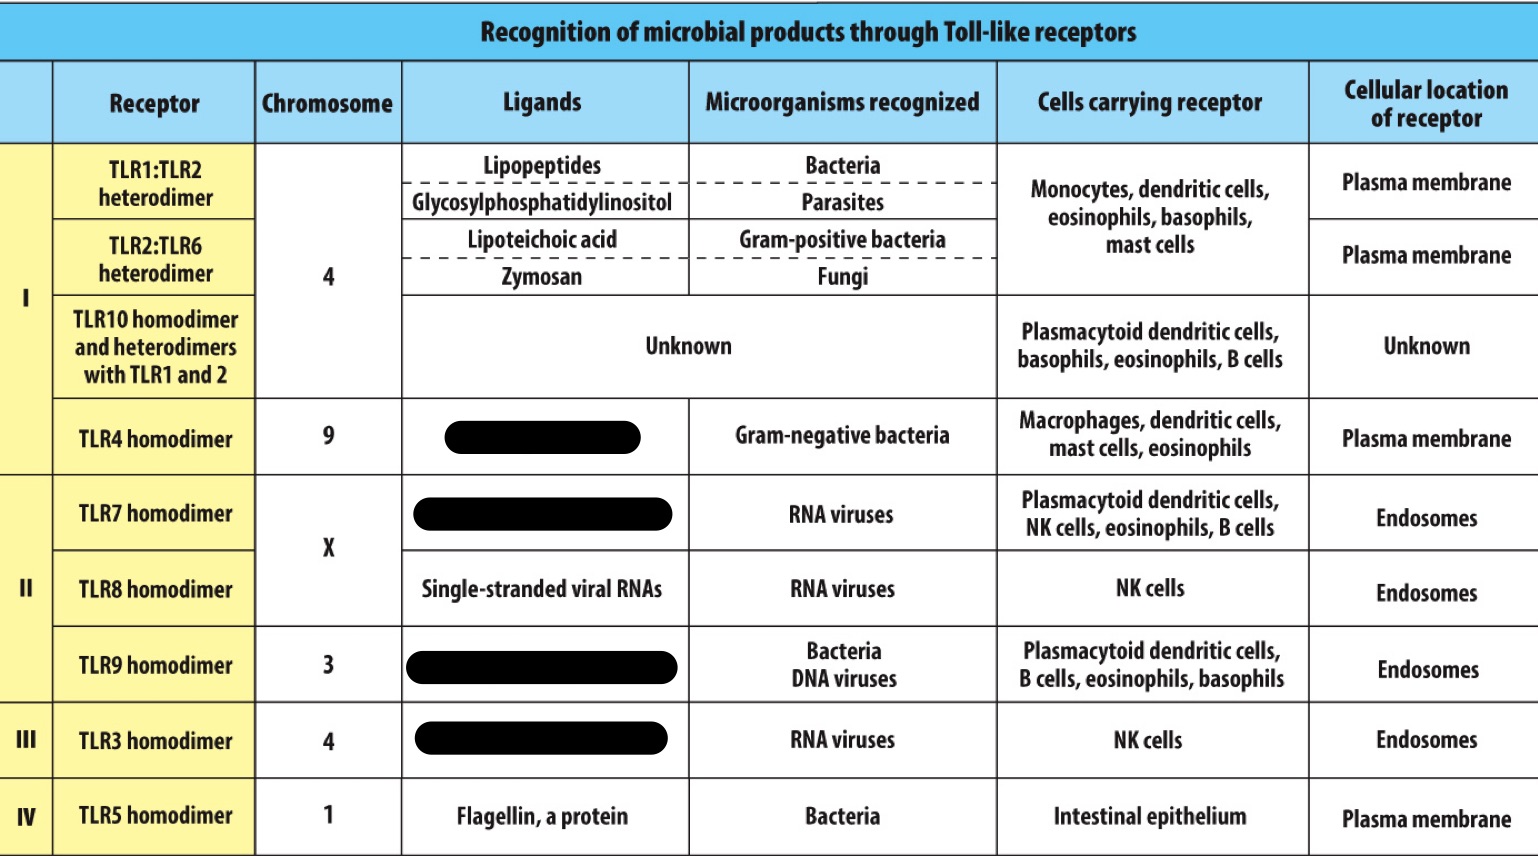 Recognition of microbial products through Toll-like receptors
Receptor
Chromosome
Ligands
Microorganisms recognized
Cells carrying receptor
Cellular location
of receptor
I
TLR1:TLR2
heterodimer
4
Lipopeptides
Bacteria
Glycosylphosphatidylinositol
Parasites
Monocytes, dendritic cells,
eosinophils, basophils,
mast cells
Plasma membrane
TLR2:TLR6
heterodimer
Lipoteichoic acid
Gram-positive bacteria
Zymosan
Fungi
Plasma membrane
TLR10 homodimer
and heterodimers
with TLR1 and 2
Unknown
Plasmacytoid dendritic cells,
basophils, eosinophils, B cells
Unknown
TLR4 homodimer
9
Gram-negative bacteria
Macrophages, dendritic cells,
mast cells, eosinophils
Plasma membrane
II
TLR7 homodimer
X
RNA viruses
Plasmacytoid dendritic cells,
NK cells, eosinophils, B cells
Endosomes
TLR8 homodimer
Single-stranded viral RNAs
RNA viruses
NK cells
Endosomes
TLR9 homodimer
3
Bacteria
DNA viruses
Plasmacytoid dendritic cells,
B cells, eosinophils, basophils
Endosomes
III
TLR3 homodimer
4
RNA viruses
NK cells
Endosomes
IV
TLR5 homodimer
1
Flagellin, a protein
Bacteria
Intestinal epithelium
Plasma membrane